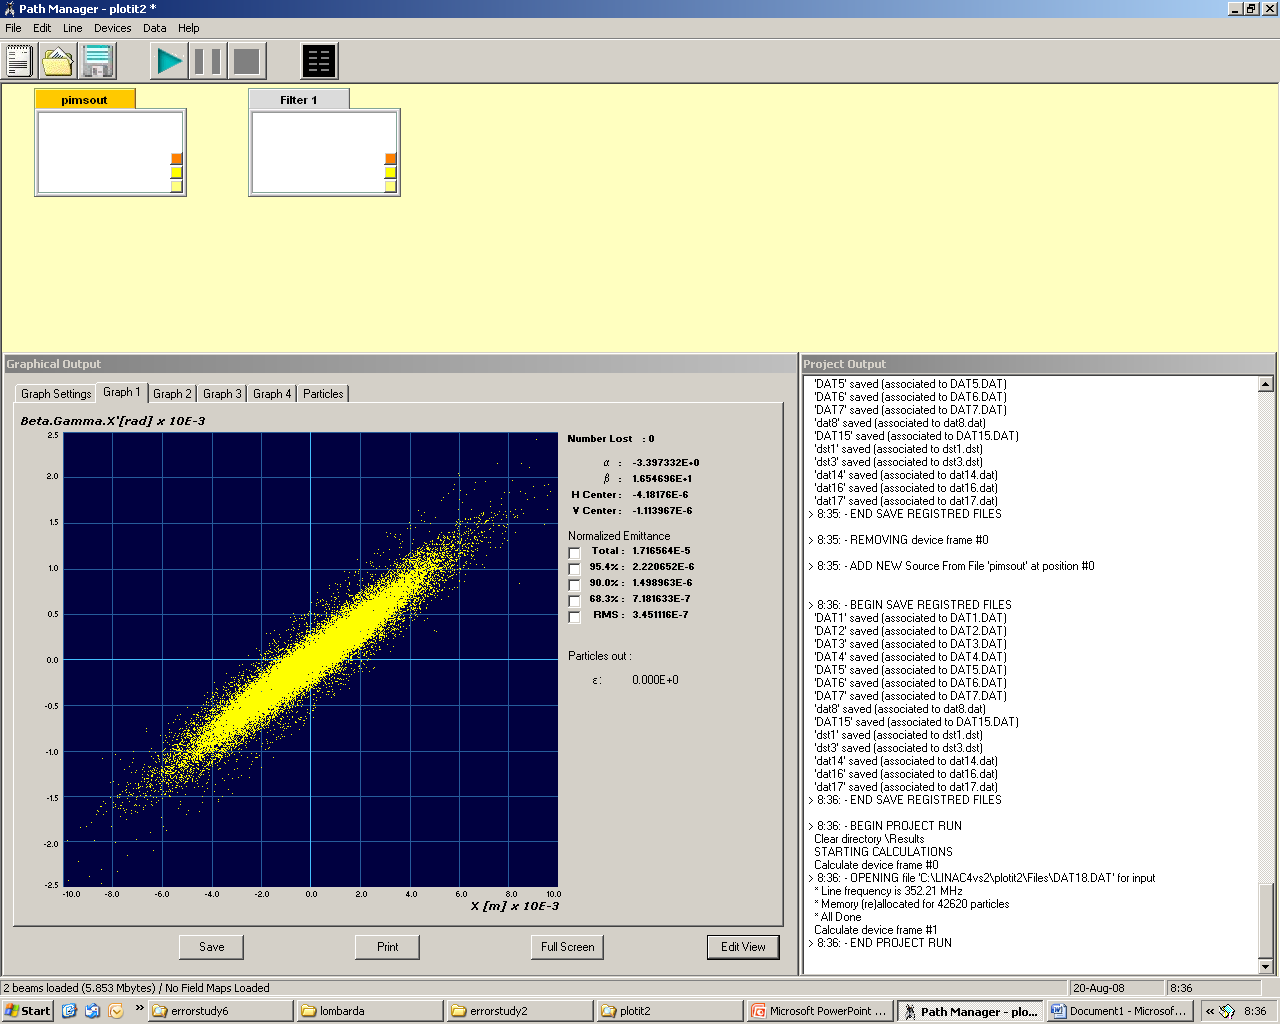 Path Manager - plotit2 *
File Edit Line Devices Data Help
pimsout
Filter 1
Graphical Output
Graph Settings Graph 1 Graph 2 Graph 3 Graph 4 Particles
Beta.Gamma.X'[rad] x 10E-3
2.5
2.0
1.5
1.0
0.5
0.0
-0.5
-1.0
-1.5
-2.0
-2.5
-10.0 -8.0 -6.0 -4.0 -2.0 0.0 2.0 4.0 6.0 8.0 10.0
X [m] x 10E-3
Number Lost : 0
α : -3.397332E+0
β : 1.654696E+1
H Center : -4.18176E-6
V Center : -1.113967E-6
Normalized Emittance
Total : 1.716564E-5
95.4% : 2.220652E-6
90.0% : 1.498963E-6
68.3% : 7.181633E-7
RMS : 3.451116E-7
Particles out :
ε : 0.000E+0
Save Print Full Screen Edit View
Project Output
'DAT5' saved (associated to DAT5.DAT)
'DAT6' saved (associated to DAT6.DAT)
'DAT7' saved (associated to DAT7.DAT)
'dat8' saved (associated to dat8.dat)
'DAT15' saved (associated to DAT15.DAT)
'dst1' saved (associated to dst1.dst)
'dst3' saved (associated to dst3.dst)
'dat14' saved (associated to dat14.dat)
'dat16' saved (associated to dat16.dat)
'dat17' saved (associated to dat17.dat)
> 8:35: - END SAVE REGISTRED FILES
> 8:35: - REMOVING device frame #0
> 8:35: - ADD NEW Source From File 'pimsout' at position #0
> 8:36: - BEGIN SAVE REGISTRED FILES
'DAT1' saved (associated to DAT1.DAT)
'DAT2' saved (associated to DAT2.DAT)
'DAT3' saved (associated to DAT3.DAT)
'DAT4' saved (associated to DAT4.DAT)
'DAT5' saved (associated to DAT5.DAT)
'DAT6' saved (associated to DAT6.DAT)
'DAT7' saved (associated to DAT7.DAT)
'dat8' saved (associated to dat8.dat)
'DAT15' saved (associated to DAT15.DAT)
'dst1' saved (associated to dst1.dst)
'dst3' saved (associated to dst3.dst)
'dat14' saved (associated to dat14.dat)
'dat16' saved (associated to dat16.dat)
'dat17' saved (associated to dat17.dat)
> 8:36: - END SAVE REGISTRED FILES
> 8:36: - BEGIN PROJECT RUN
Clear directory \Results
STARTING CALCULATIONS
Calculate device frame #0
> 8:36: - OPENING file 'C:\LINAC4vs2\plotit2\Files\DAT18.DAT' for input
* Line frequency is 352.21 MHz
* Memory (re)allocated for 42620 particles
* All Done
Calculate device frame #1
> 8:36: - END PROJECT RUN
2 beams loaded (5.853 Mbytes) / No Field Maps Loaded 20-Aug-08 8:36
Start » errorstudy6 lombarda errorstudy2 plotit2 Microsoft PowerPoint ... Path Manager - plo... Document1 - Microsof... « 8:36